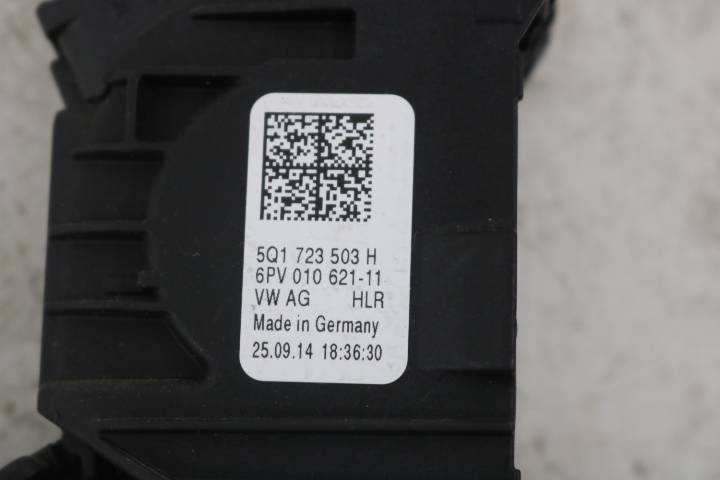 5Q1 723 503 H
6PV 010 621-11
VW AG HLR
Made in Germany
25.09.14 18:36:30